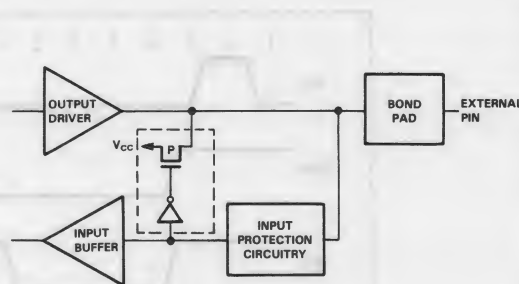 OUTPUT
DRIVER
BOND
PAD
EXTERNAL
PIN
VCC
P
INPUT
BUFFER
INPUT
PROTECTION
CIRCUITRY